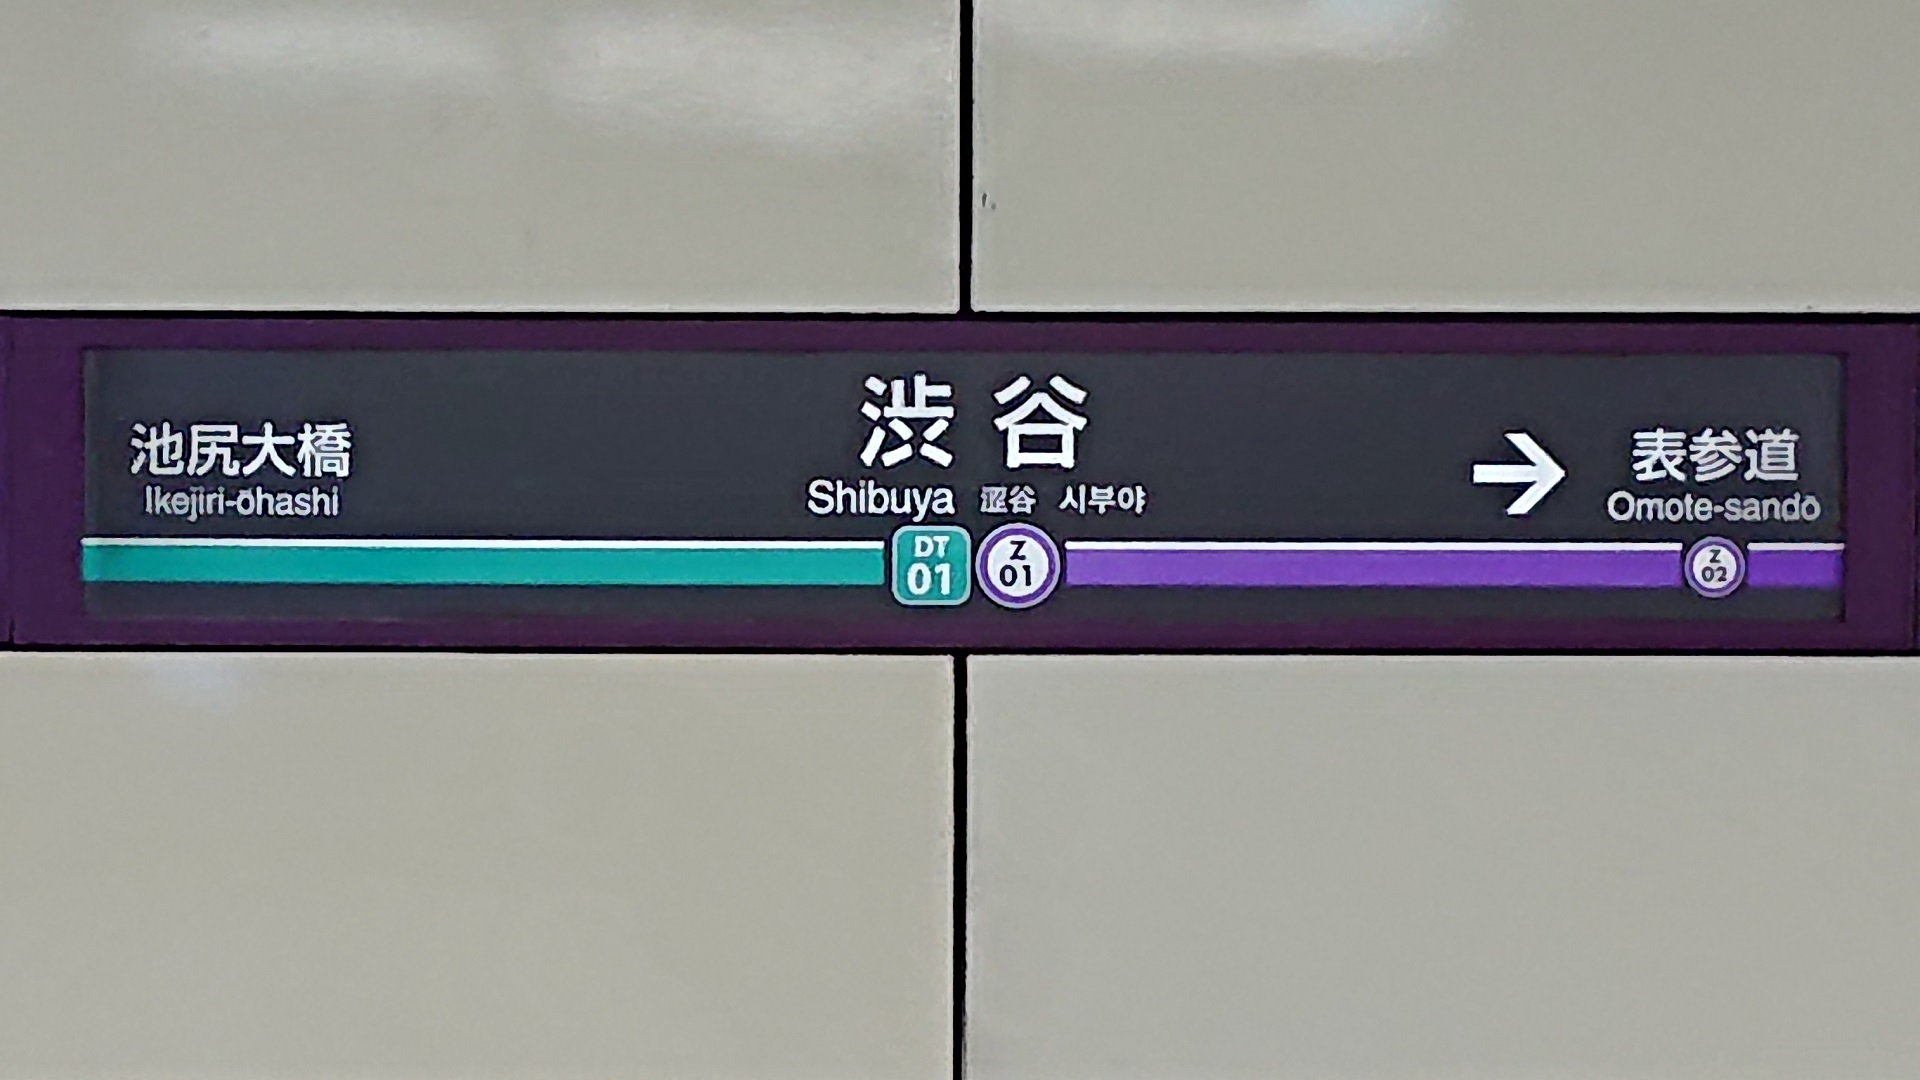 池尻大橋
Ikejiri-ōhashi
渋谷
Shibuya 涩谷 시부야
DT
01
Z
01
→
表参道
Omote-sandō
Z
02